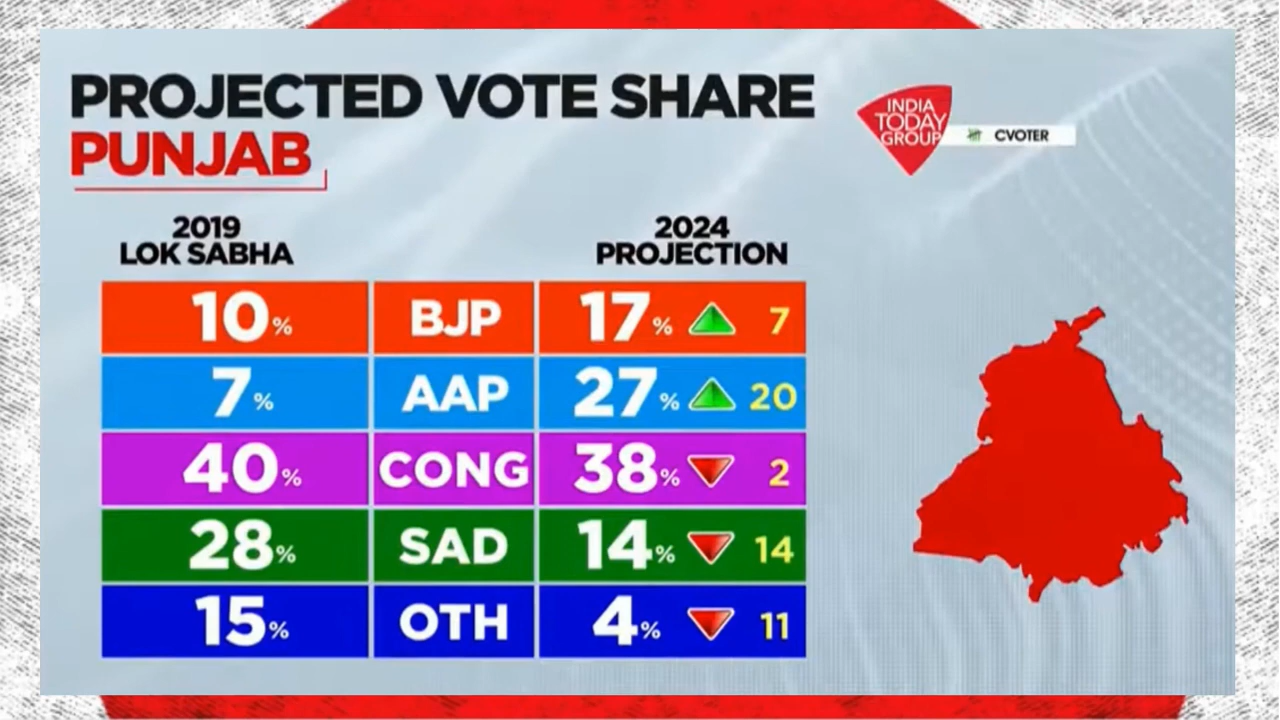 PROJECTED VOTE SHARE
PUNJAB
INDIA
TODAY
GROUP
CVOTER
2019
LOK SABHA
2024
PROJECTION
10% BJP 17% 7
7% AAP 27% 20
40% CONG 38% 2
28% SAD 14% 14
15% OTH 4% 11